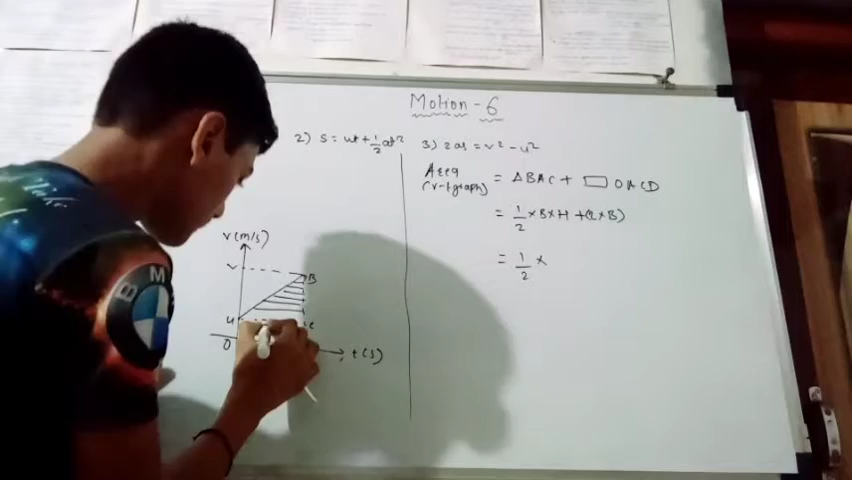 Motion - 6
2) S = ut + 1/2 at² 3) 2as = v² - u²
Area = ΔBAC + ▭ OACD
(v-t graph)
= 1/2 × B × H + (L × B)
= 1/2 ×
v (m/s)
v
B
u
c
O
t (s)
BMW